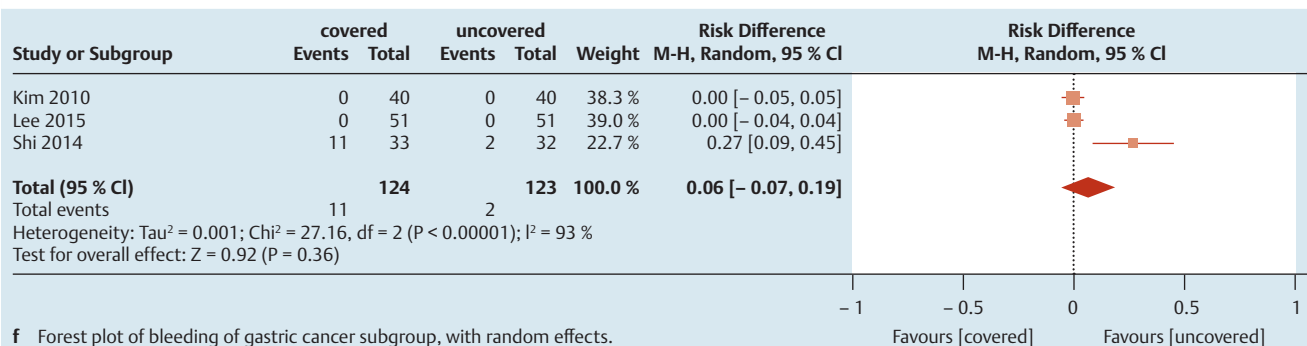 covered uncovered Risk Difference Risk Difference
Study or Subgroup Events Total Events Total Weight M-H, Random, 95 % Cl M-H, Random, 95 % Cl
Kim 2010 0 40 0 40 38.3 % 0.00 [– 0.05, 0.05]
Lee 2015 0 51 0 51 39.0 % 0.00 [– 0.04, 0.04]
Shi 2014 11 33 2 32 22.7 % 0.27 [0.09, 0.45]
Total (95 % Cl) 124 123 100.0 % 0.06 [– 0.07, 0.19]
Total events 11 2
Heterogeneity: Tau² = 0.001; Chi² = 27.16, df = 2 (P < 0.00001); l² = 93 %
Test for overall effect: Z = 0.92 (P = 0.36)
– 1 – 0.5 0 0.5 1
f Forest plot of bleeding of gastric cancer subgroup, with random effects. Favours [covered] Favours [uncovered]